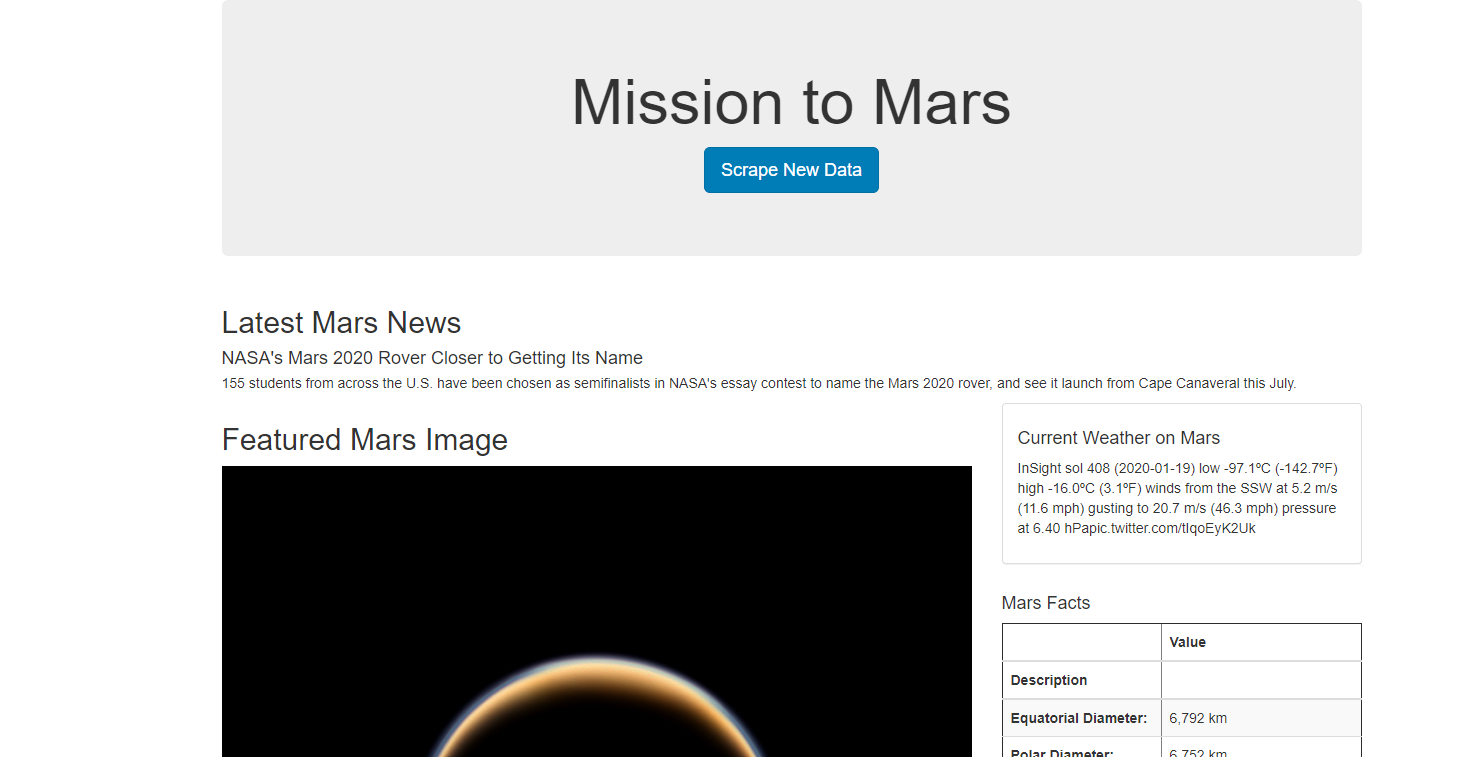 Mission to Mars
Scrape New Data
Latest Mars News
NASA's Mars 2020 Rover Closer to Getting Its Name
155 students from across the U.S. have been chosen as semifinalists in NASA's essay contest to name the Mars 2020 rover, and see it launch from Cape Canaveral this July.
Featured Mars Image
Current Weather on Mars
InSight sol 408 (2020-01-19) low -97.1ºC (-142.7ºF)
high -16.0ºC (3.1ºF) winds from the SSW at 5.2 m/s
(11.6 mph) gusting to 20.7 m/s (46.3 mph) pressure
at 6.40 hPapic.twitter.com/tIqoEyK2Uk
Mars Facts
Value
Description
Equatorial Diameter: 6,792 km
Polar Diameter: 6,752 km